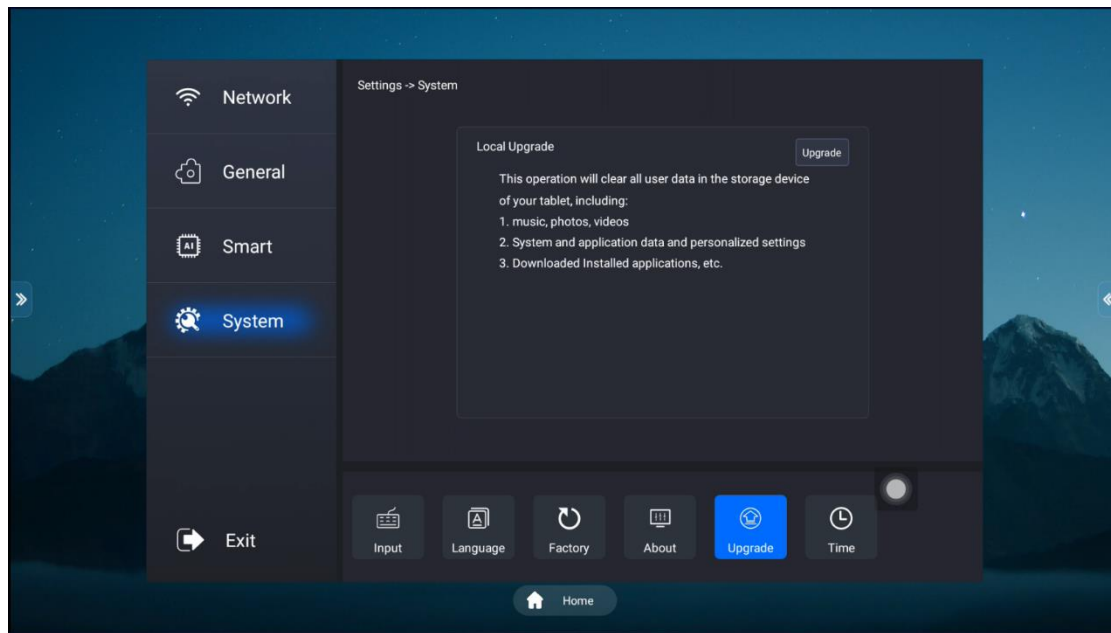 Network
General
AI
Smart
System
Exit
Settings -> System
Local Upgrade
Upgrade
This operation will clear all user data in the storage device
of your tablet, including:
1. music, photos, videos
2. System and application data and personalized settings
3. Downloaded Installed applications, etc.
Input
A
Language
Factory
About
Upgrade
Time
Home